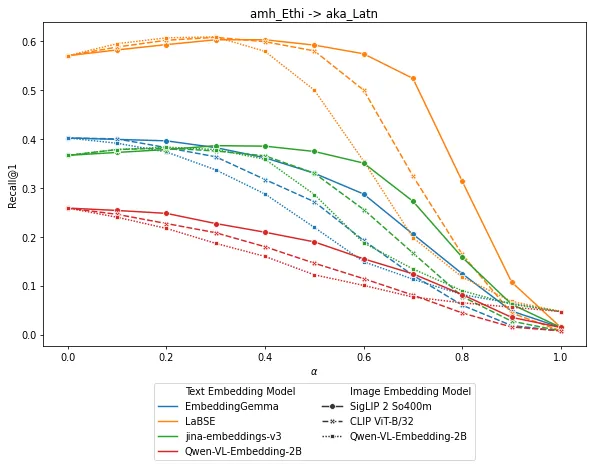 amh_Ethi -> aka_Latn
0.6
0.5
0.4
0.3
0.2
0.1
0.0
Recall@1
0.0 0.2 0.4 0.6 0.8 1.0
α
Text Embedding Model Image Embedding Model
EmbeddingGemma SigLIP 2 So400m
LaBSE CLIP ViT-B/32
jina-embeddings-v3 Qwen-VL-Embedding-2B
Qwen-VL-Embedding-2B